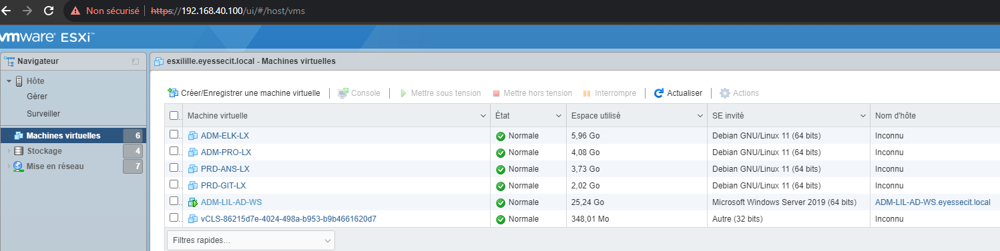 Non sécurisé https://192.168.40.100/ui/#/host/vms
vmware ESXi™
Navigateur
esxilille.eyessecit.local - Machines virtuelles
Hôte
Gérer
Surveiller
Machines virtuelles 6
Stockage 4
Mise en réseau 7
Créer/Enregistrer une machine virtuelle Console Mettre sous tension Mettre hors tension Interrompre Actualiser Actions
Machine virtuelle État Espace utilisé SE invité Nom d'hôte
ADM-ELK-LX Normale 5,96 Go Debian GNU/Linux 11 (64 bits) Inconnu
ADM-PRO-LX Normale 4,08 Go Debian GNU/Linux 11 (64 bits) Inconnu
PRD-ANS-LX Normale 3,73 Go Debian GNU/Linux 11 (64 bits) Inconnu
PRD-GIT-LX Normale 2,02 Go Debian GNU/Linux 11 (64 bits) Inconnu
ADM-LIL-AD-WS Normale 25,24 Go Microsoft Windows Server 2019 (64 bits) ADM-LIL-AD-WS.eyessecit.local
vCLS-86215d7e-4024-498a-b953-b9b4661620d7 Normale 348,01 Mo Autre (32 bits) Inconnu
Filtres rapides...